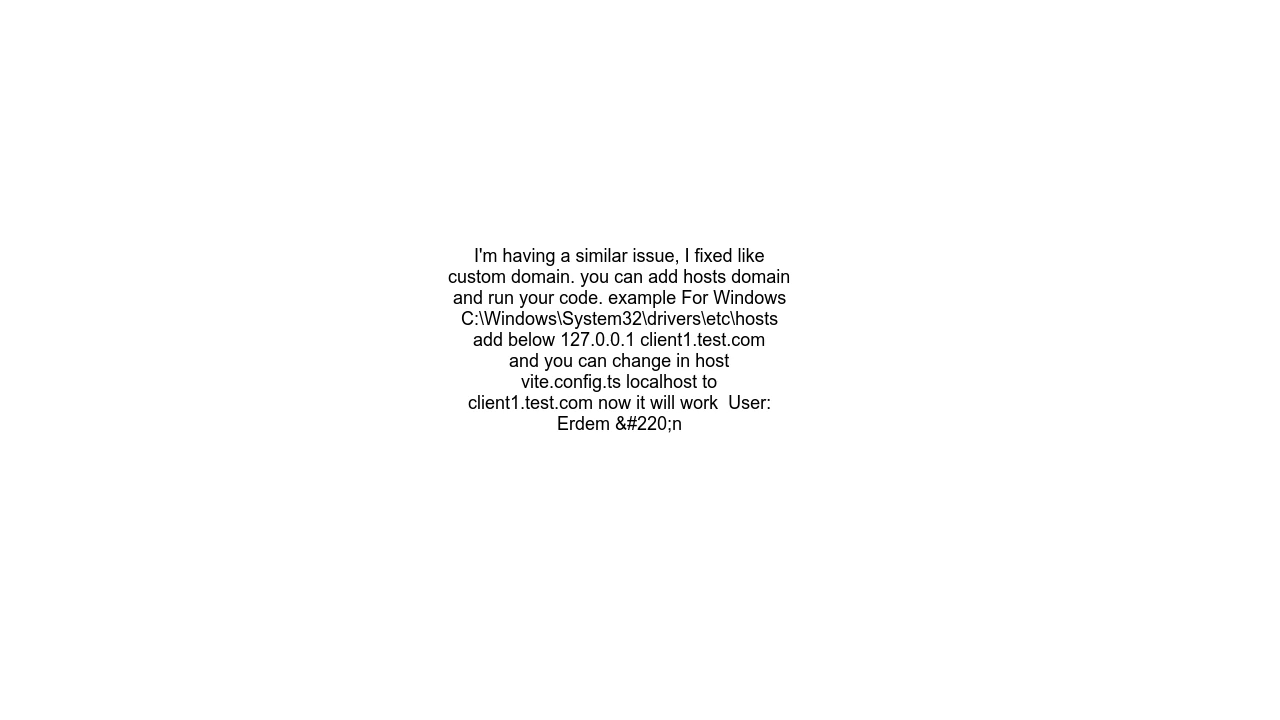 I'm having a similar issue, I fixed like
custom domain. you can add hosts domain
and run your code. example For Windows
C:\Windows\System32\drivers\etc\hosts
add below 127.0.0.1 client1.test.com
and you can change in host
vite.config.ts localhost to
client1.test.com now it will work  User:
Erdem &#220;n